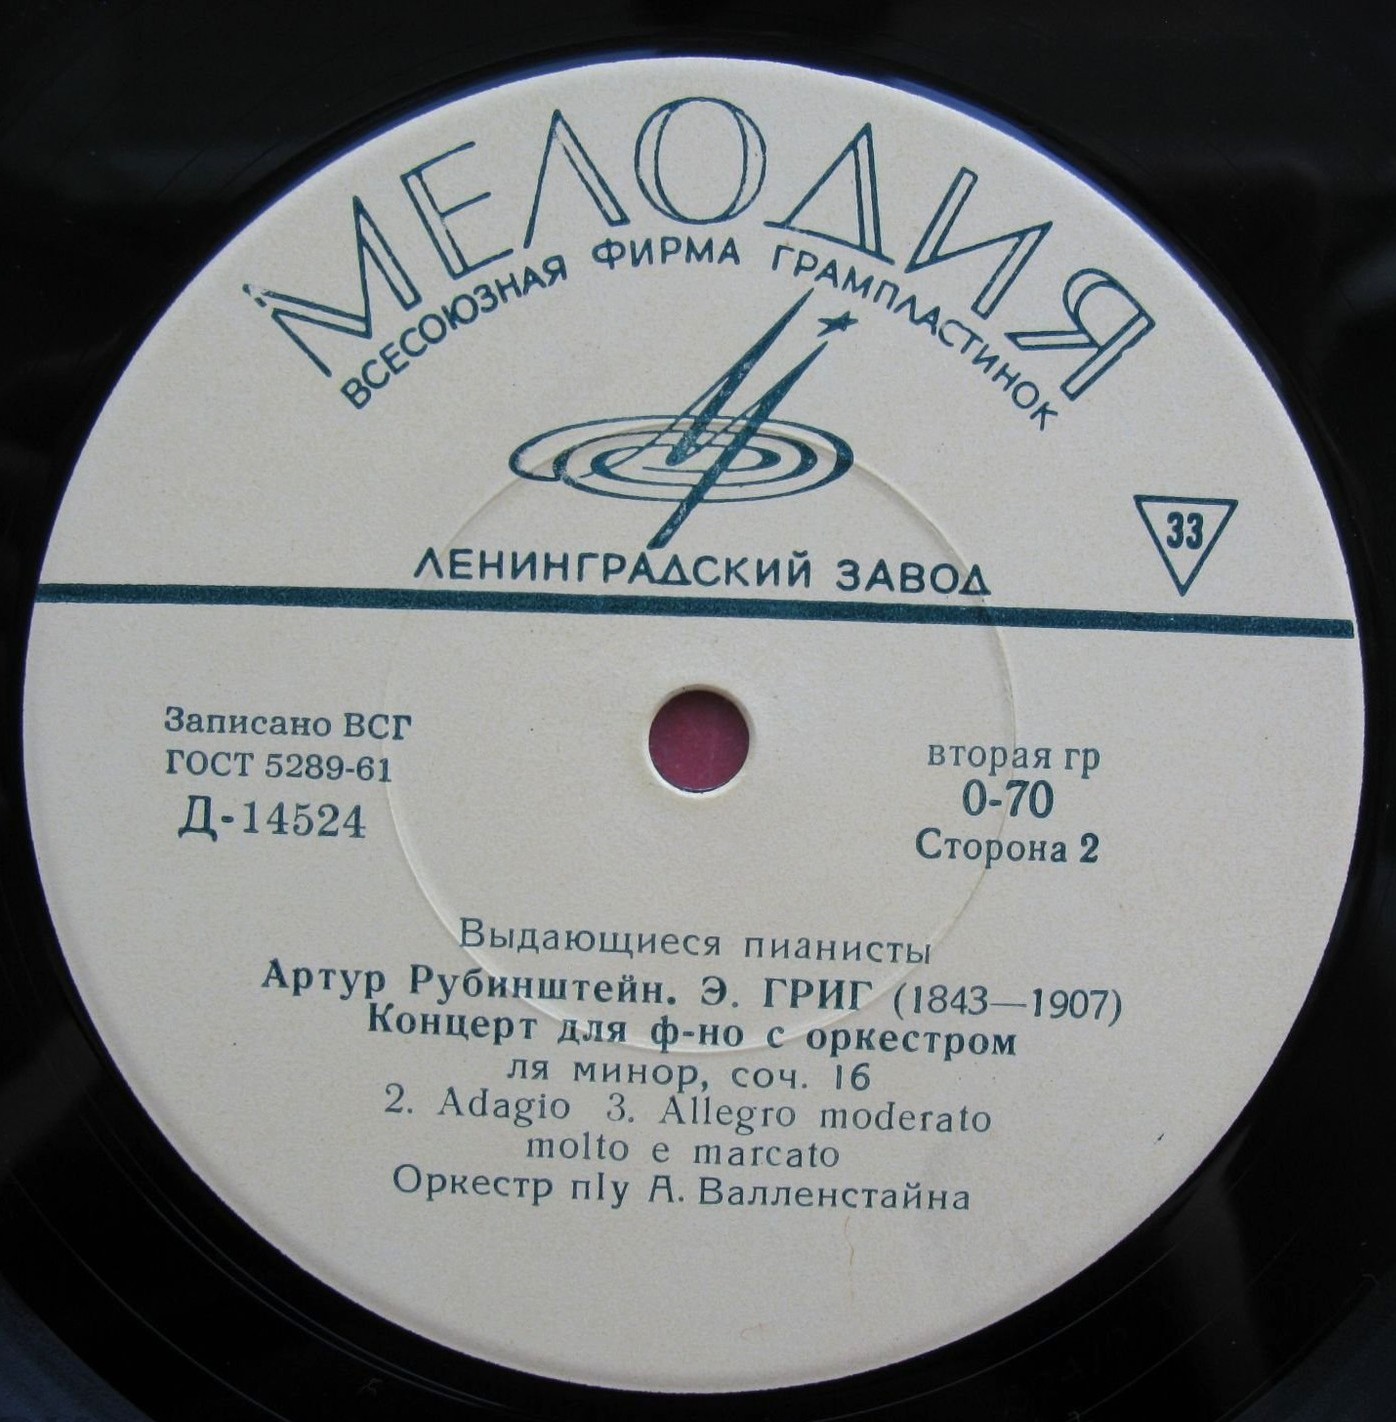 МЕЛОДИЯ
ВСЕСОЮЗНАЯ ФИРМА ГРАМПЛАСТИНОК
ЛЕНИНГРАДСКИЙ ЗАВОД
33
Записано ВСГ
ГОСТ 5289-61
Д-14524
вторая гр
0-70
Сторона 2
Выдающиеся пианисты
Артур Рубинштейн. Э. ГРИГ (1843—1907)
Концерт для ф-но с оркестром
ля минор, соч. 16
2. Adagio 3. Allegro moderato
molto e marcato
Оркестр п/у А. Валленстайна